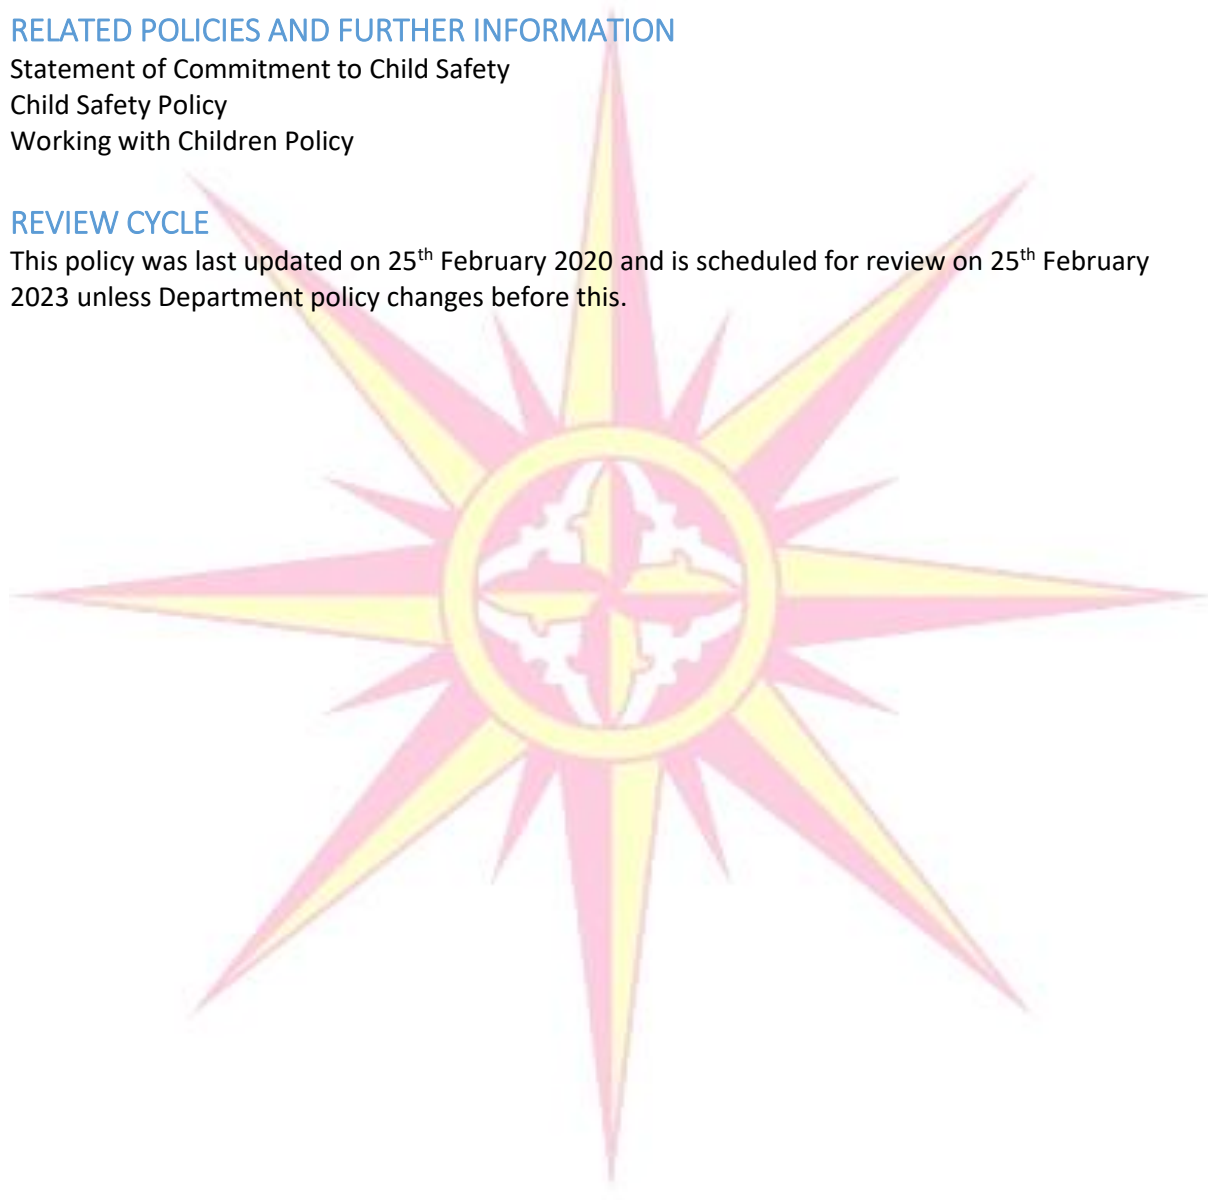 RELATED POLICIES AND FURTHER INFORMATION
Statement of Commitment to Child Safety
Child Safety Policy
Working with Children Policy
REVIEW CYCLE
This policy was last updated on 25th February 2020 and is scheduled for review on 25th February
2023 unless Department policy changes before this.